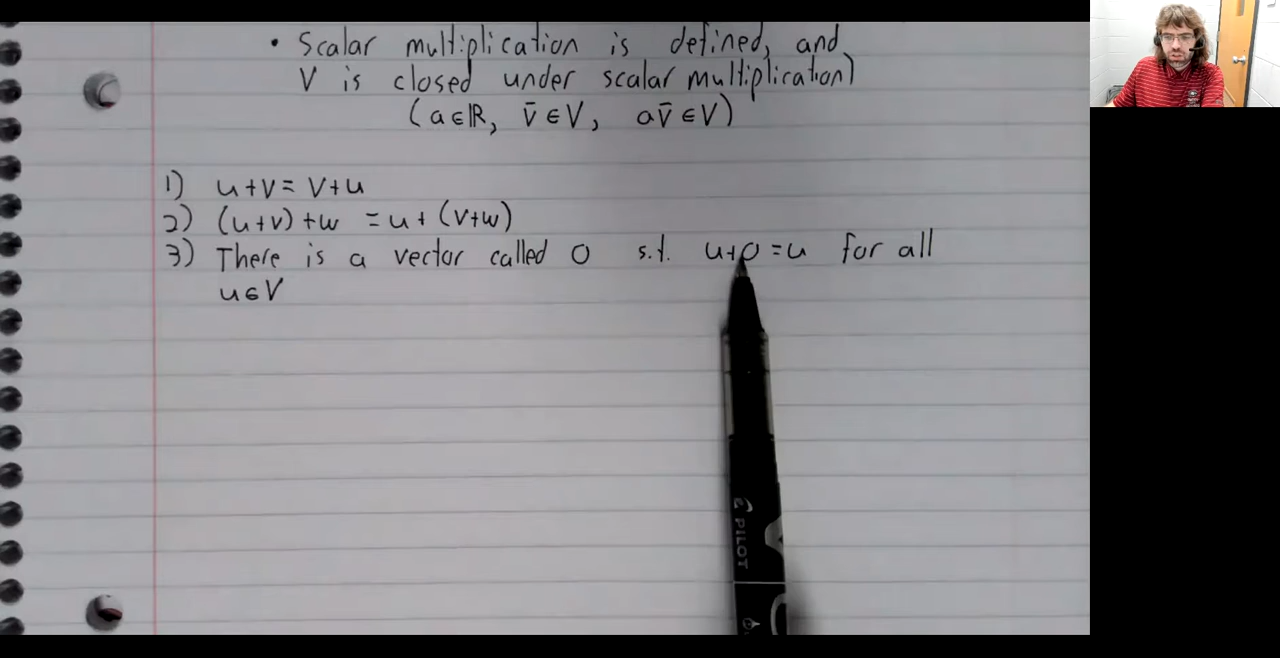 • Scalar multiplication is defined, and
V is closed under scalar multiplication)
(a∈ℝ, v̄∈V, av̄∈V)
1) u+v = v+u
2) (u+v)+w = u+(v+w)
3) There is a vector called 0 s.t. u+0=u for all
u∈V
PILOT